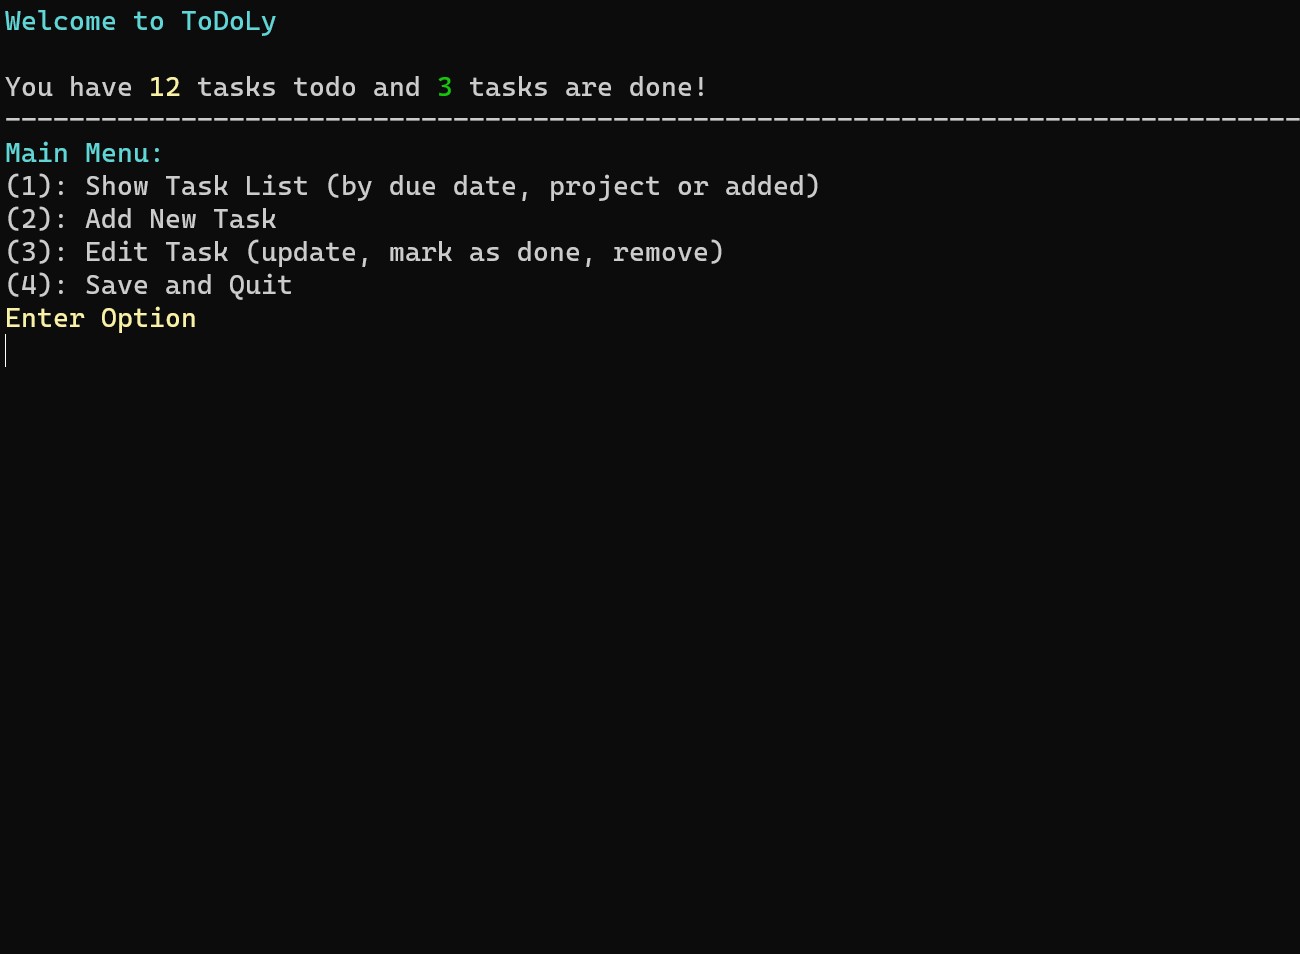 Welcome to ToDoLy
You have 12 tasks todo and 3 tasks are done!
---------------------------------------------------------------------------------
Main Menu:
(1): Show Task List (by due date, project or added)
(2): Add New Task
(3): Edit Task (update, mark as done, remove)
(4): Save and Quit
Enter Option